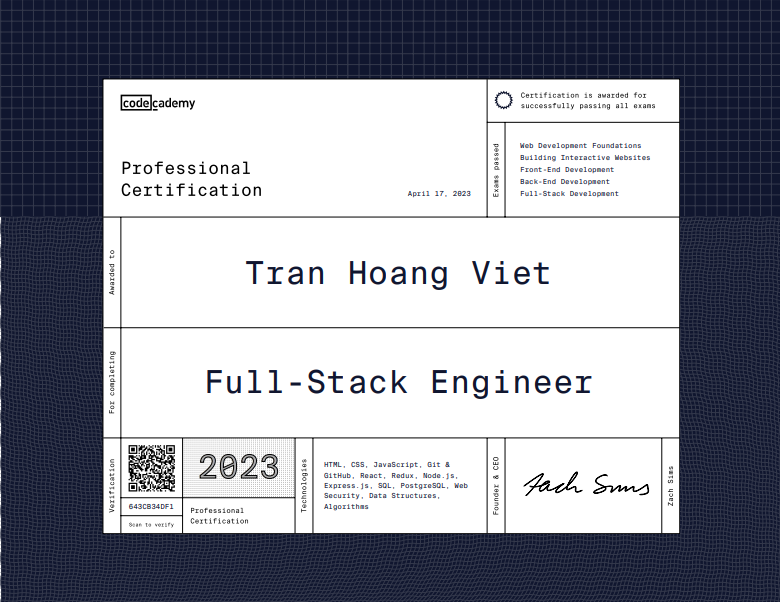 codecademy
Certification is awarded for
successfully passing all exams
Professional
Certification
April 17, 2023
Exams passed
Web Development Foundations
Building Interactive Websites
Front-End Development
Back-End Development
Full-Stack Development
Awarded to
Tran Hoang Viet
For completing
Full-Stack Engineer
Verification
643CB34DF1
Scan to verify
2023
Professional
Certification
Technologies
HTML, CSS, JavaScript, Git &
GitHub, React, Redux, Node.js,
Express.js, SQL, PostgreSQL, Web
Security, Data Structures,
Algorithms
Founder & CEO
Zach Sims
Zach Sims